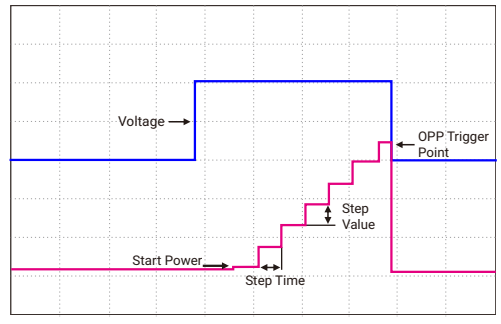 Voltage
OPP Trigger
Point
Step
Value
Start Power
Step Time